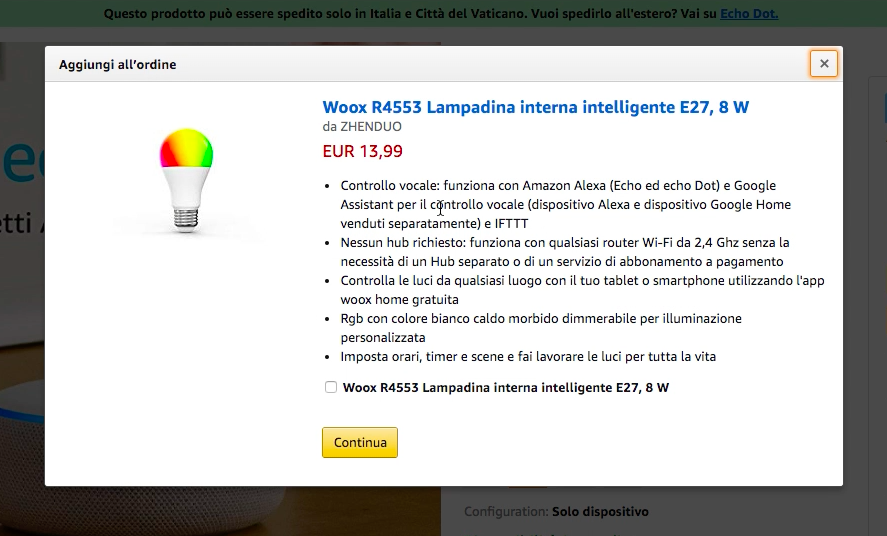 Questo prodotto può essere spedito solo in Italia e Città del Vaticano. Vuoi spedirlo all'estero? Vai su Echo Dot.
Aggiungi all’ordine
Woox R4553 Lampadina interna intelligente E27, 8 W
da ZHENDUO
EUR 13,99
• Controllo vocale: funziona con Amazon Alexa (Echo ed echo Dot) e Google
Assistant per il controllo vocale (dispositivo Alexa e dispositivo Google Home
venduti separatamente) e IFTTT
• Nessun hub richiesto: funziona con qualsiasi router Wi-Fi da 2,4 Ghz senza la
necessità di un Hub separato o di un servizio di abbonamento a pagamento
• Controlla le luci da qualsiasi luogo con il tuo tablet o smartphone utilizzando l'app
woox home gratuita
• Rgb con colore bianco caldo morbido dimmerabile per illuminazione
personalizzata
• Imposta orari, timer e scene e fai lavorare le luci per tutta la vita
Woox R4553 Lampadina interna intelligente E27, 8 W
Continua
Configuration: Solo dispositivo